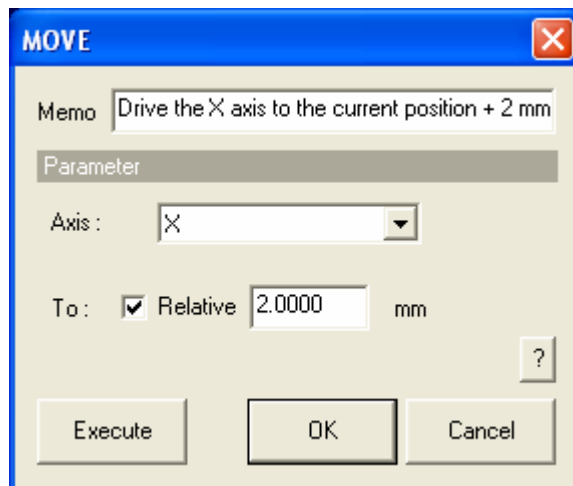 MOVE
Memo Drive the X axis to the current position + 2 mm
Parameter
Axis : X
To : Relative 2.0000 mm
?
Execute OK Cancel